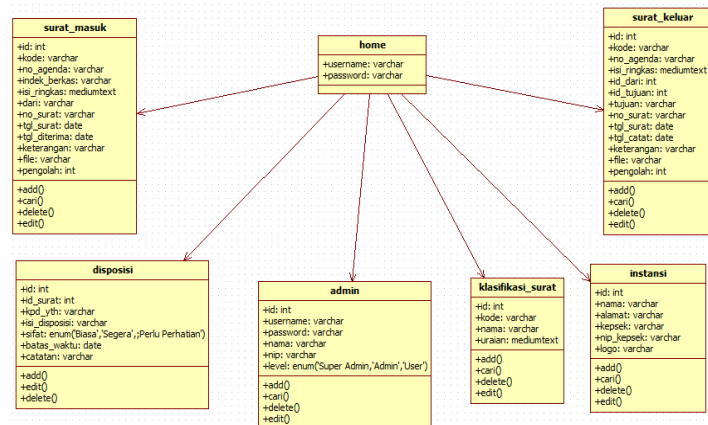 surat_masuk
+id: int
+kode: varchar
+no_agenda: varchar
+indek_berkas: varchar
+isi_ringkas: mediumtext
+dari: varchar
+no_surat: varchar
+tgl_surat: date
+tgl_diterima: date
+keterangan: varchar
+file: varchar
+pengolah: int
+add()
+cari()
+delete()
+edit()
home
+username: varchar
+password: varchar
surat_keluar
+id: int
+kode: varchar
+no_agenda: varchar
+isi_ringkas: mediumtext
+id_dari: int
+id_tujuan: int
+tujuan: varchar
+no_surat: varchar
+tgl_surat: date
+tgl_catat: date
+keterangan: varchar
+file: varchar
+pengolah: int
+add()
+cari()
+delete()
+edit()
disposisi
+id: int
+id_surat: int
+kpd_yth: varchar
+isi_disposisi: varchar
+sifat: enum('Biasa','Segera',;Perlu Perhatian')
+batas_waktu: date
+catatan: varchar
+add()
+edit()
+delete()
admin
+id: int
+username: varchar
+password: varchar
+nama: varchar
+nip: varchar
+level: enum('Super Admin,'Admin','User')
+add()
+cari()
+delete()
+edit()
klasifikasi_surat
+id: int
+kode: varchar
+nama: varchar
+uraian: mediumtext
+add()
+cari()
+delete()
+edit()
instansi
+id: int
+nama: varchar
+alamat: varchar
+kepsek: varchar
+nip_kepsek: varchar
+logo: varchar
+add()
+cari()
+delete()
+edit()